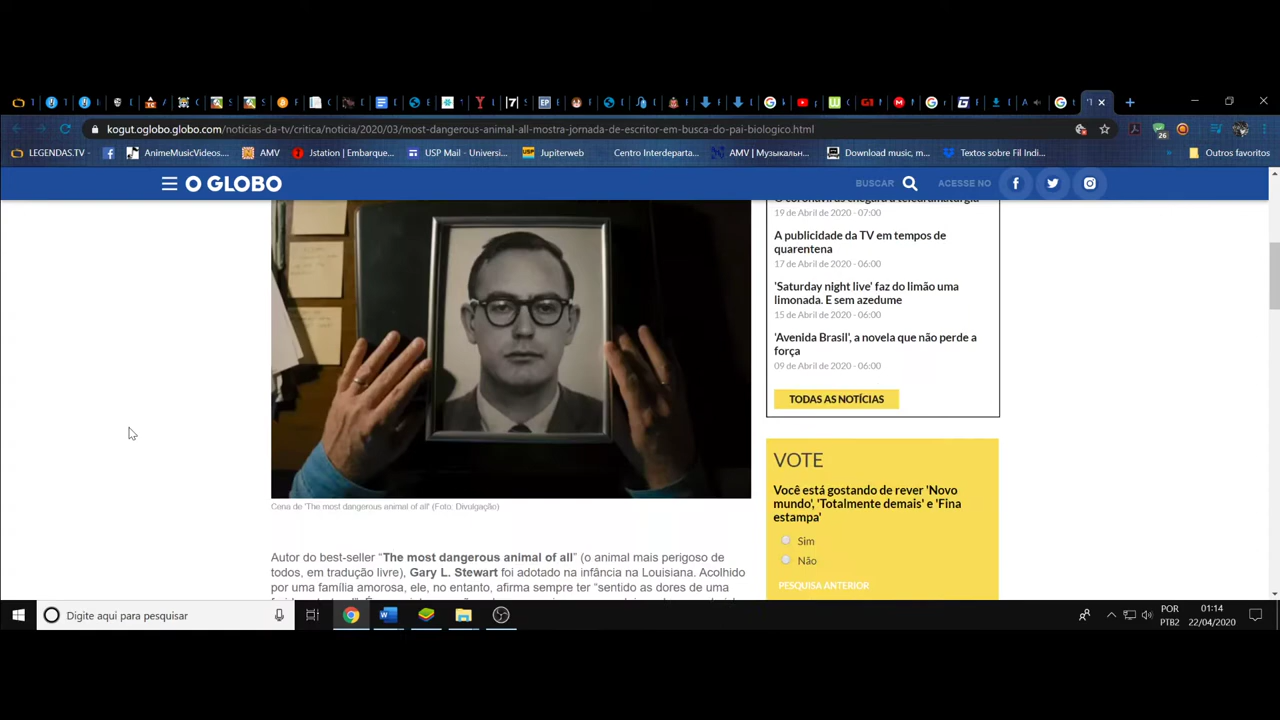 kogut.oglobo.globo.com/noticias-da-tv/critica/noticia/2020/03/most-dangerous-animal-all-mostra-jornada-de-escritor-em-busca-do-pai-biologico.html
LEGENDAS.TV -
AnimeMusicVideos....
AMV
Jstation | Embarque...
USP Mail - Universi...
Jupiterweb
Centro Interdeparta...
AMV | Музыкальн...
Download music, m...
Textos sobre Fil Indi...
Outros favoritos
O GLOBO
BUSCAR
ACESSE NO
O coronavírus chegará à teledramaturgia
19 de Abril de 2020 - 07:00
A publicidade da TV em tempos de
quarentena
17 de Abril de 2020 - 06:00
'Saturday night live' faz do limão uma
limonada. E sem azedume
15 de Abril de 2020 - 06:00
'Avenida Brasil', a novela que não perde a
força
09 de Abril de 2020 - 06:00
TODAS AS NOTÍCIAS
Cena de 'The most dangerous animal of all' (Foto. Divulgação)
Autor do best-seller “The most dangerous animal of all” (o animal mais perigoso de
todos, em tradução livre), Gary L. Stewart foi adotado na infância na Louisiana. Acolhido
por uma família amorosa, ele, no entanto, afirma sempre ter “sentido as dores de uma
VOTE
Você está gostando de rever 'Novo
mundo', 'Totalmente demais' e 'Fina
estampa'
Sim
Não
PESQUISA ANTERIOR
Digite aqui para pesquisar
POR
PTB2
01:14
22/04/2020